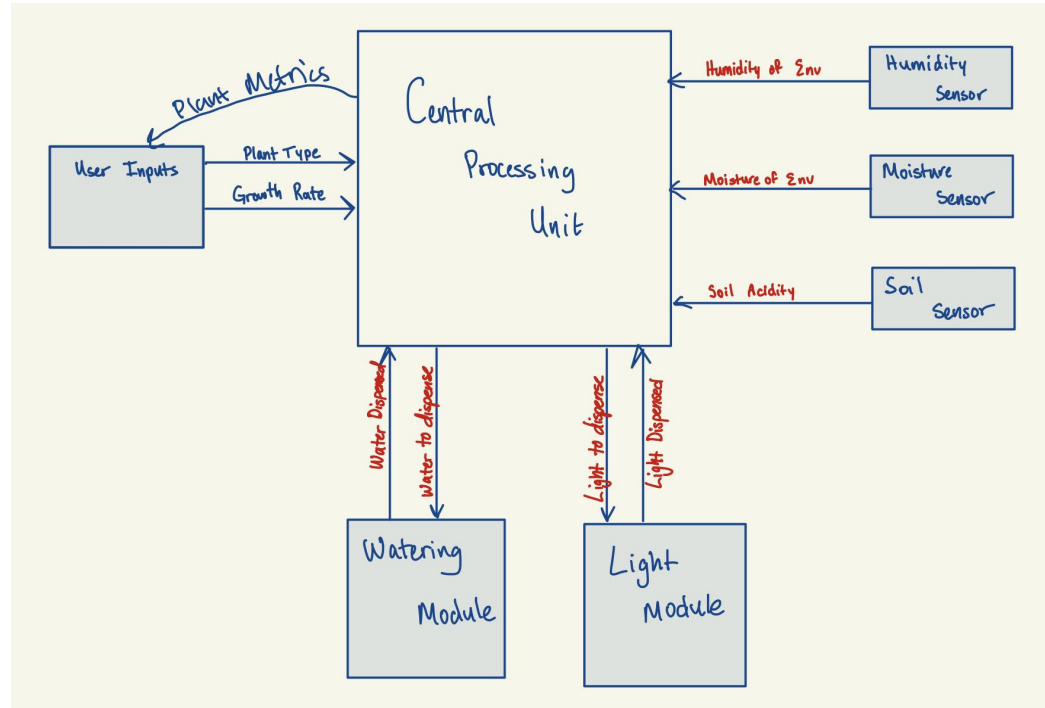 Plant Metrics
User Inputs
Plant Type
Growth Rate
Central
Processing
Unit
Humidity of Env
Humidity
Sensor
Moisture of Env
Moisture
Sensor
Soil Acidity
Soil
Sensor
Water Dispensed
Water to dispense
Light to dispense
Light Dispensed
Watering
Module
Light
Module